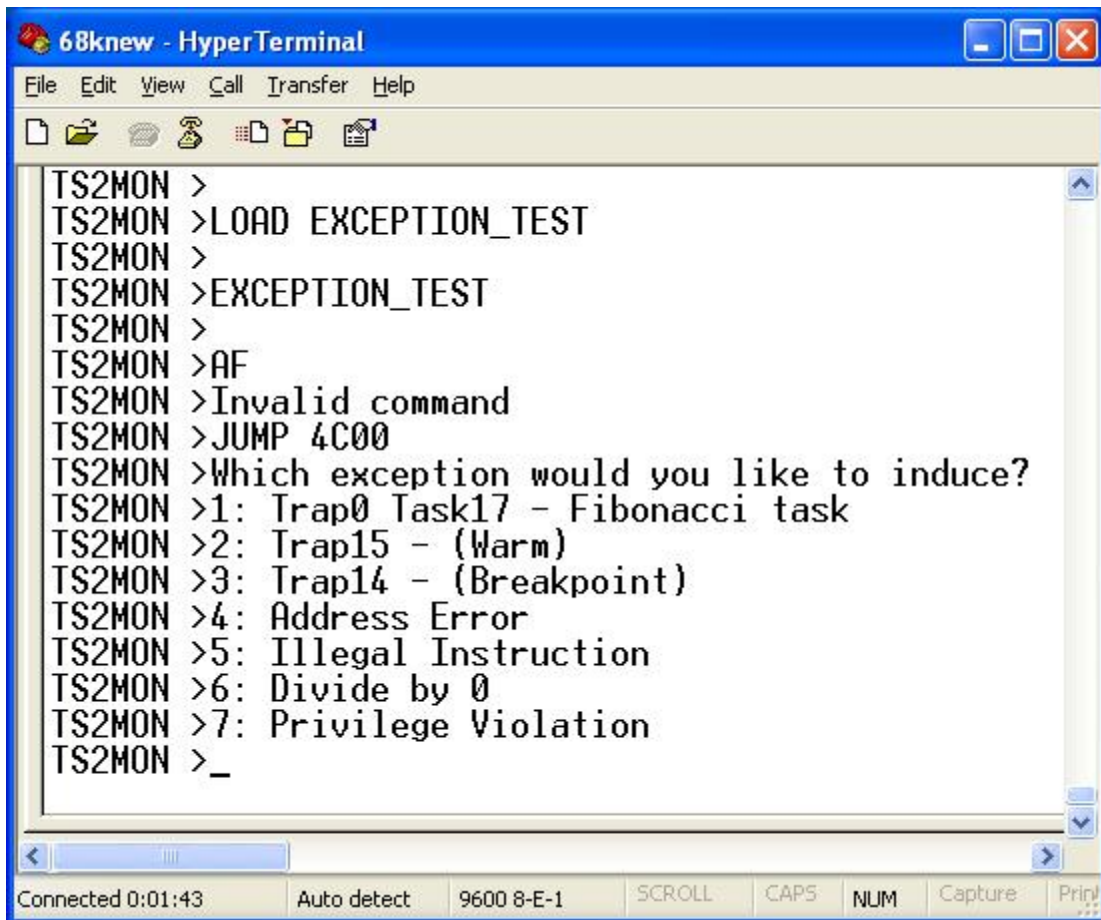 68knew - HyperTerminal
File Edit View Call Transfer Help
TS2MON >
TS2MON >LOAD EXCEPTION_TEST
TS2MON >
TS2MON >EXCEPTION_TEST
TS2MON >
TS2MON >AF
TS2MON >Invalid command
TS2MON >JUMP 4C00
TS2MON >Which exception would you like to induce?
TS2MON >1: Trap0 Task17 - Fibonacci task
TS2MON >2: Trap15 - (Warm)
TS2MON >3: Trap14 - (Breakpoint)
TS2MON >4: Address Error
TS2MON >5: Illegal Instruction
TS2MON >6: Divide by 0
TS2MON >7: Privilege Violation
TS2MON >_
Connected 0:01:43 Auto detect 9600 8-E-1 SCROLL CAPS NUM Capture Print